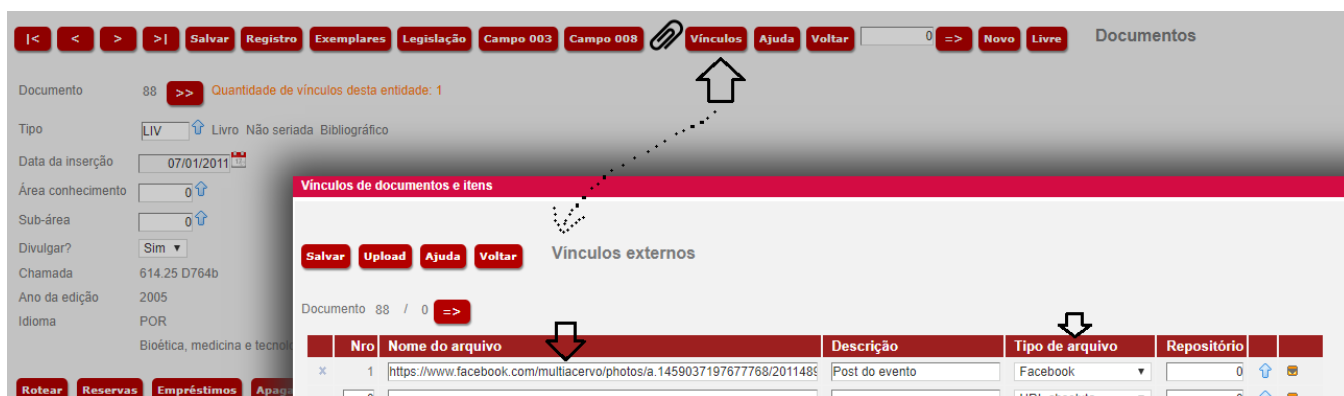 |< < > >| Salvar Registro Exemplares Legislação Campo 003 Campo 008 Vínculos Ajuda Voltar 0 => Novo Livre Documentos
Documento 88 >> Quantidade de vínculos desta entidade: 1
Tipo LIV Livro Não seriada Bibliográfico
Data da inserção 07/01/2011
Área conhecimento 0
Sub-área 0
Divulgar? Sim
Chamada 614.25 D764b
Ano da edição 2005
Idioma POR
Bioética, medicina e
Rotear Reservas Empréstimos
Vínculos de documentos e itens
Salvar Upload Ajuda Voltar Vinculos externos
Documento 88 / 0 =>
Nro Nome do arquivo Descrição Tipo de arquivo Repositório
x 1 https://www.facebook.com/multiacervo/photos/a.1459037197677768/2011489 Post do evento Facebook 0